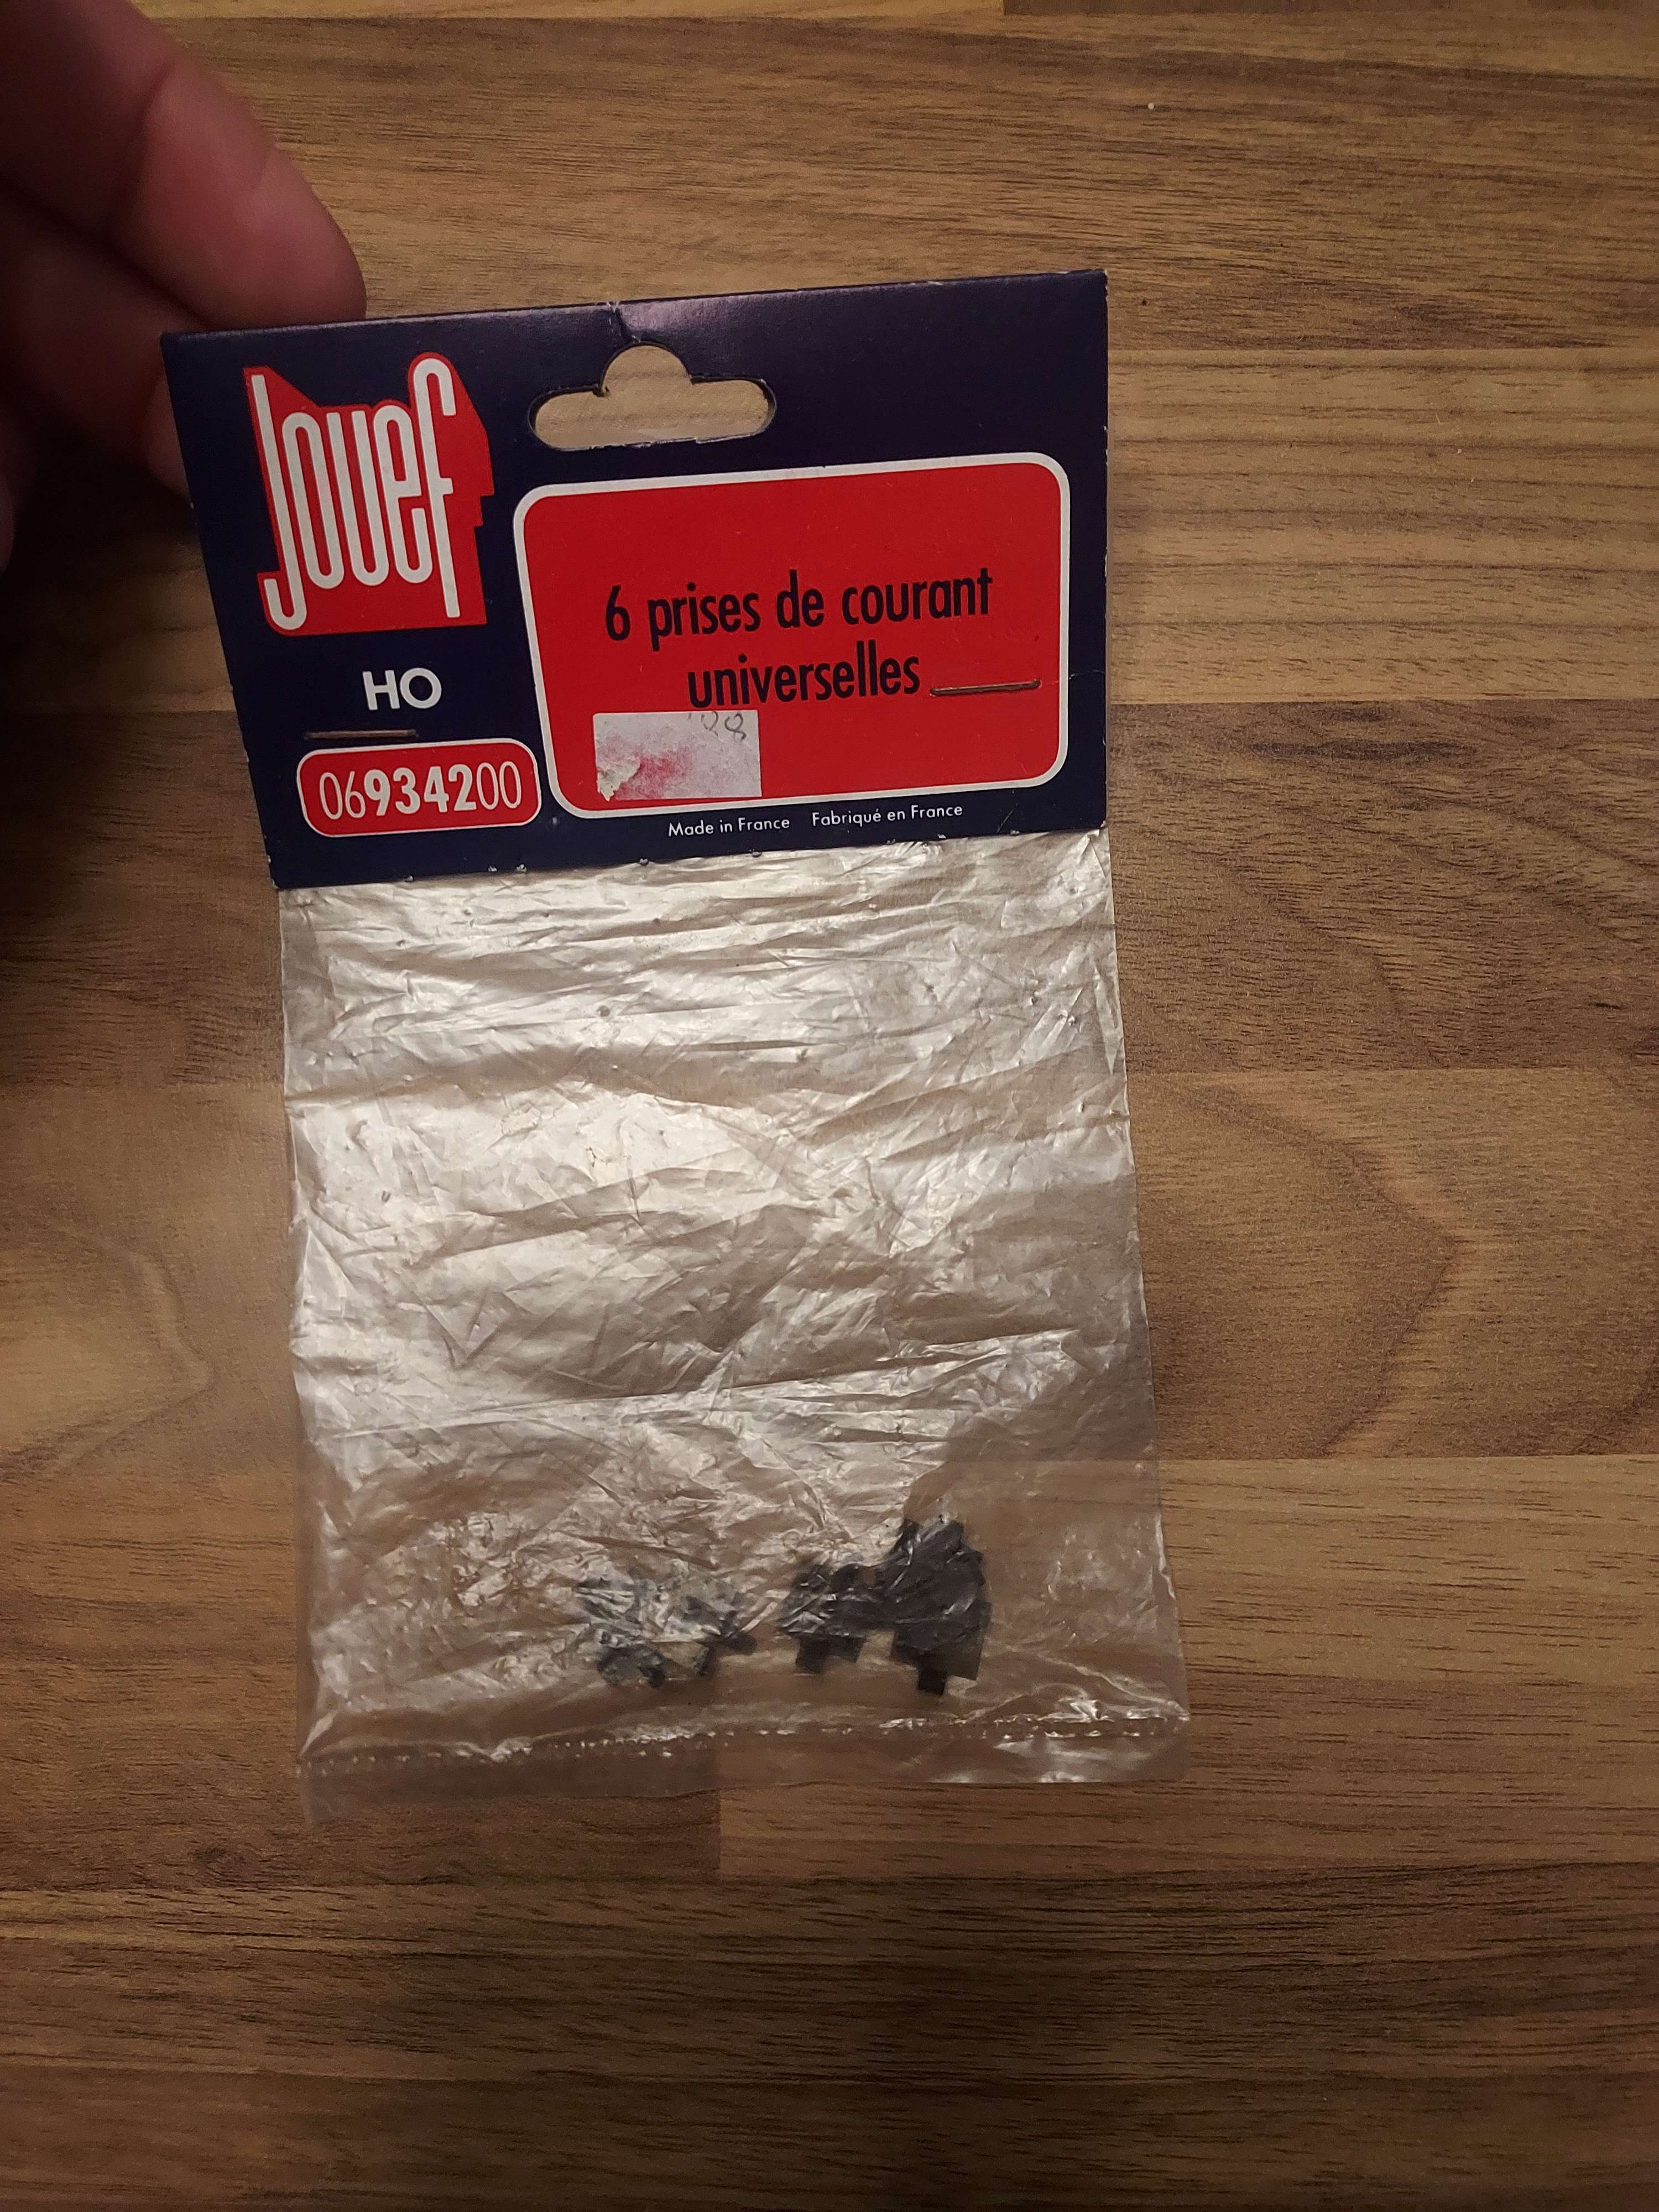 Jouef
HO
06934200
6 prises de courant
universelles
Made in France Fabriqué en France